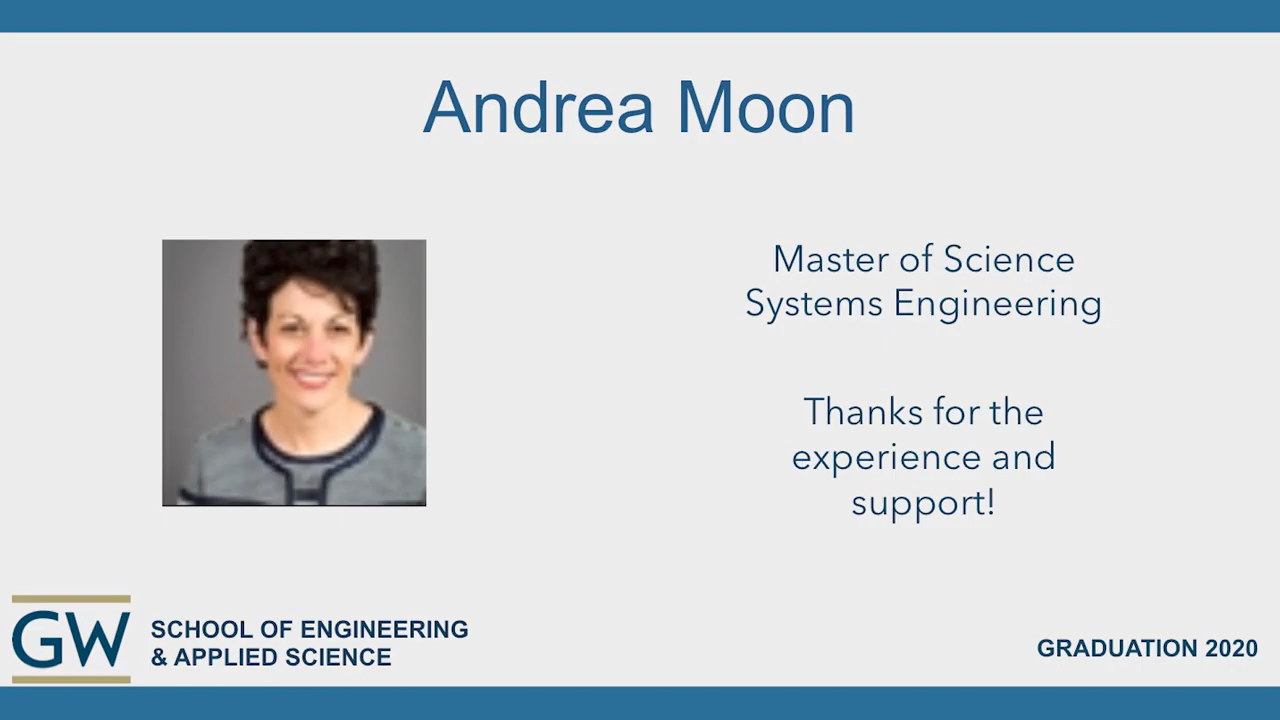 Andrea Moon
Master of Science
Systems Engineering
Thanks for the
experience and
support!
GW
SCHOOL OF ENGINEERING
& APPLIED SCIENCE
GRADUATION 2020